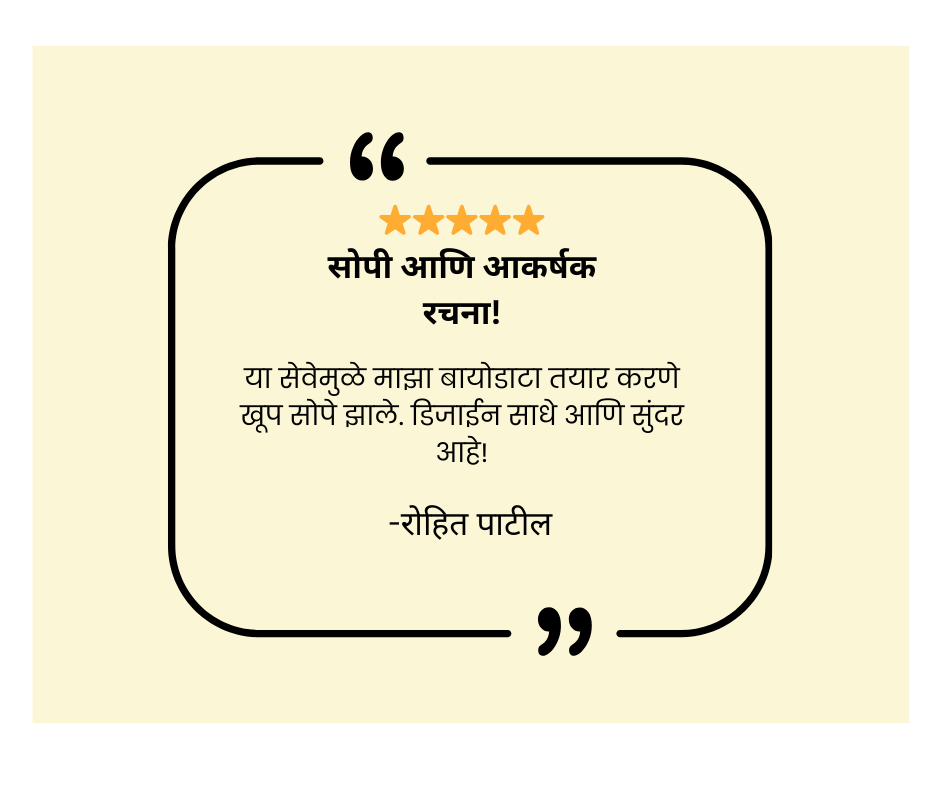 सोपी आणि आकर्षक
रचना!
या सेवेमुळे माझा बायोडाटा तयार करणे
खूप सोपे झाले. डिजाईन साधे आणि सुंदर
आहे!
-रोहित पाटील